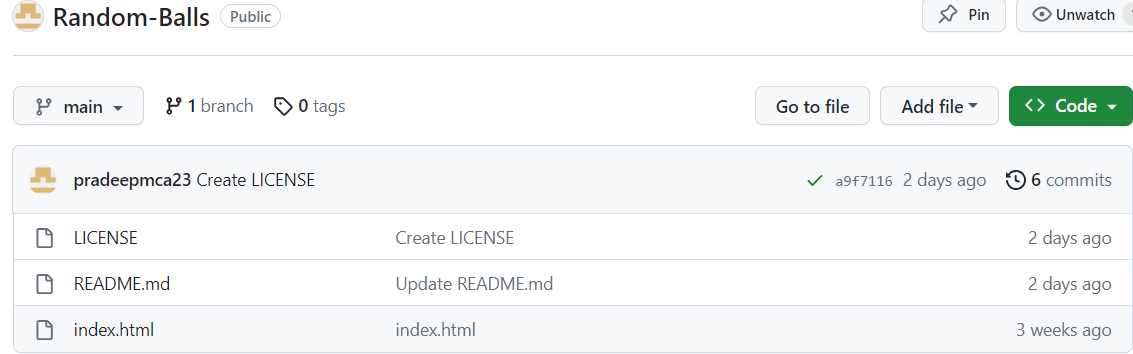 Random-Balls Public Pin Unwatch
main 1 branch 0 tags Go to file Add file Code
pradeepmca23 Create LICENSE a9f7116 2 days ago 6 commits
LICENSE Create LICENSE 2 days ago
README.md Update README.md 2 days ago
index.html index.html 3 weeks ago